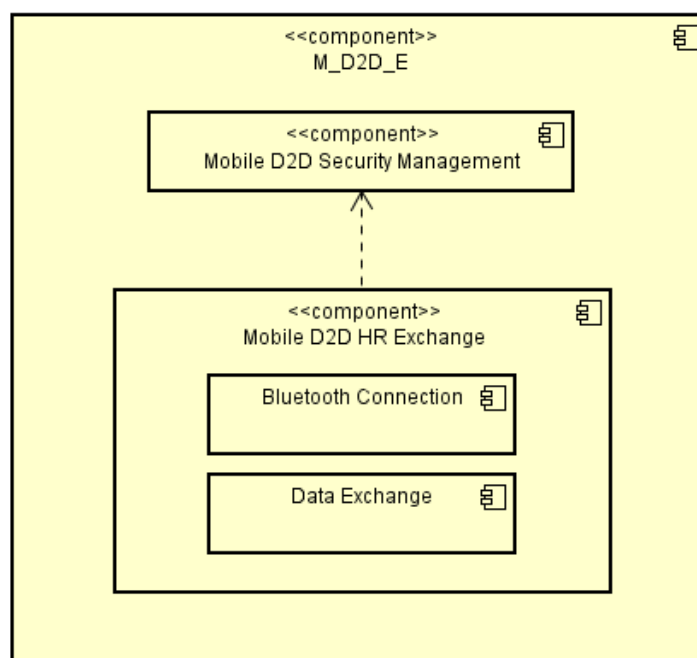 <<component>>
M_D2D_E
<<component>>
Mobile D2D Security Management
<<component>>
Mobile D2D HR Exchange
Bluetooth Connection
Data Exchange